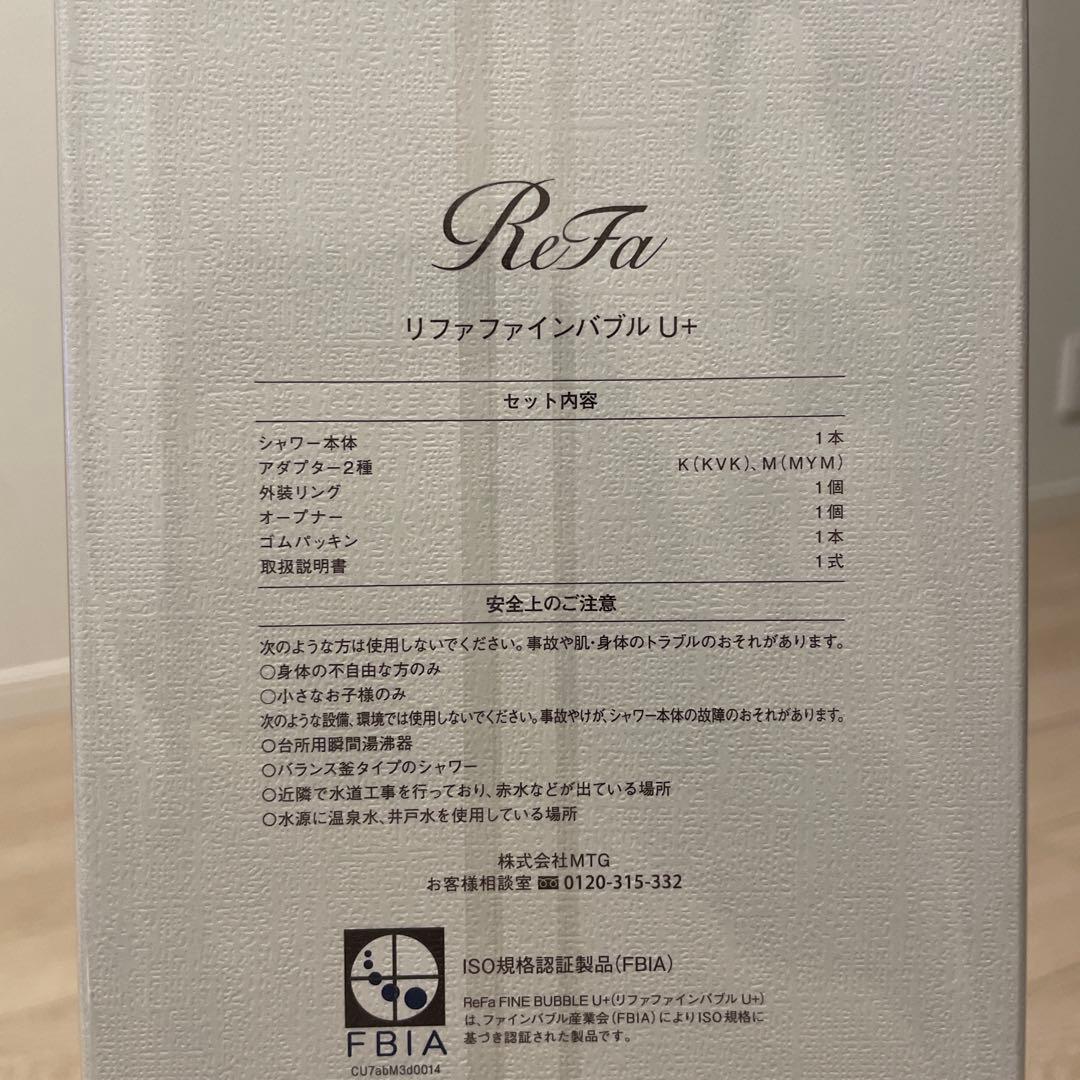 ReFa
リファファインバブル U+
セット内容
シャワー本体 1本
アダプター2種 K(KVK)、M(MYM)
外装リング 1個
オープナー 1個
ゴムパッキン 1本
取扱説明書 1式
安全上のご注意
次のような方は使用しないでください。事故や肌・身体のトラブルのおそれがあります。
○身体の不自由な方のみ
○小さなお子様のみ
次のような設備、環境では使用しないでください。事故やけが、シャワー本体の故障のおそれがあります。
○台所用瞬間湯沸器
○バランス釜タイプのシャワー
○近隣で水道工事を行っており、赤水などが出ている場所
○水源に温泉水、井戸水を使用している場所
株式会社MTG
お客様相談室 0120-315-332
ISO規格認証製品(FBIA)
ReFa FINE BUBBLE U+(リファファインバブル U+)
は、ファインバブル産業会(FBIA)によりISO規格に
基づき認証された製品です。
FBIA
CU7abM3d0014